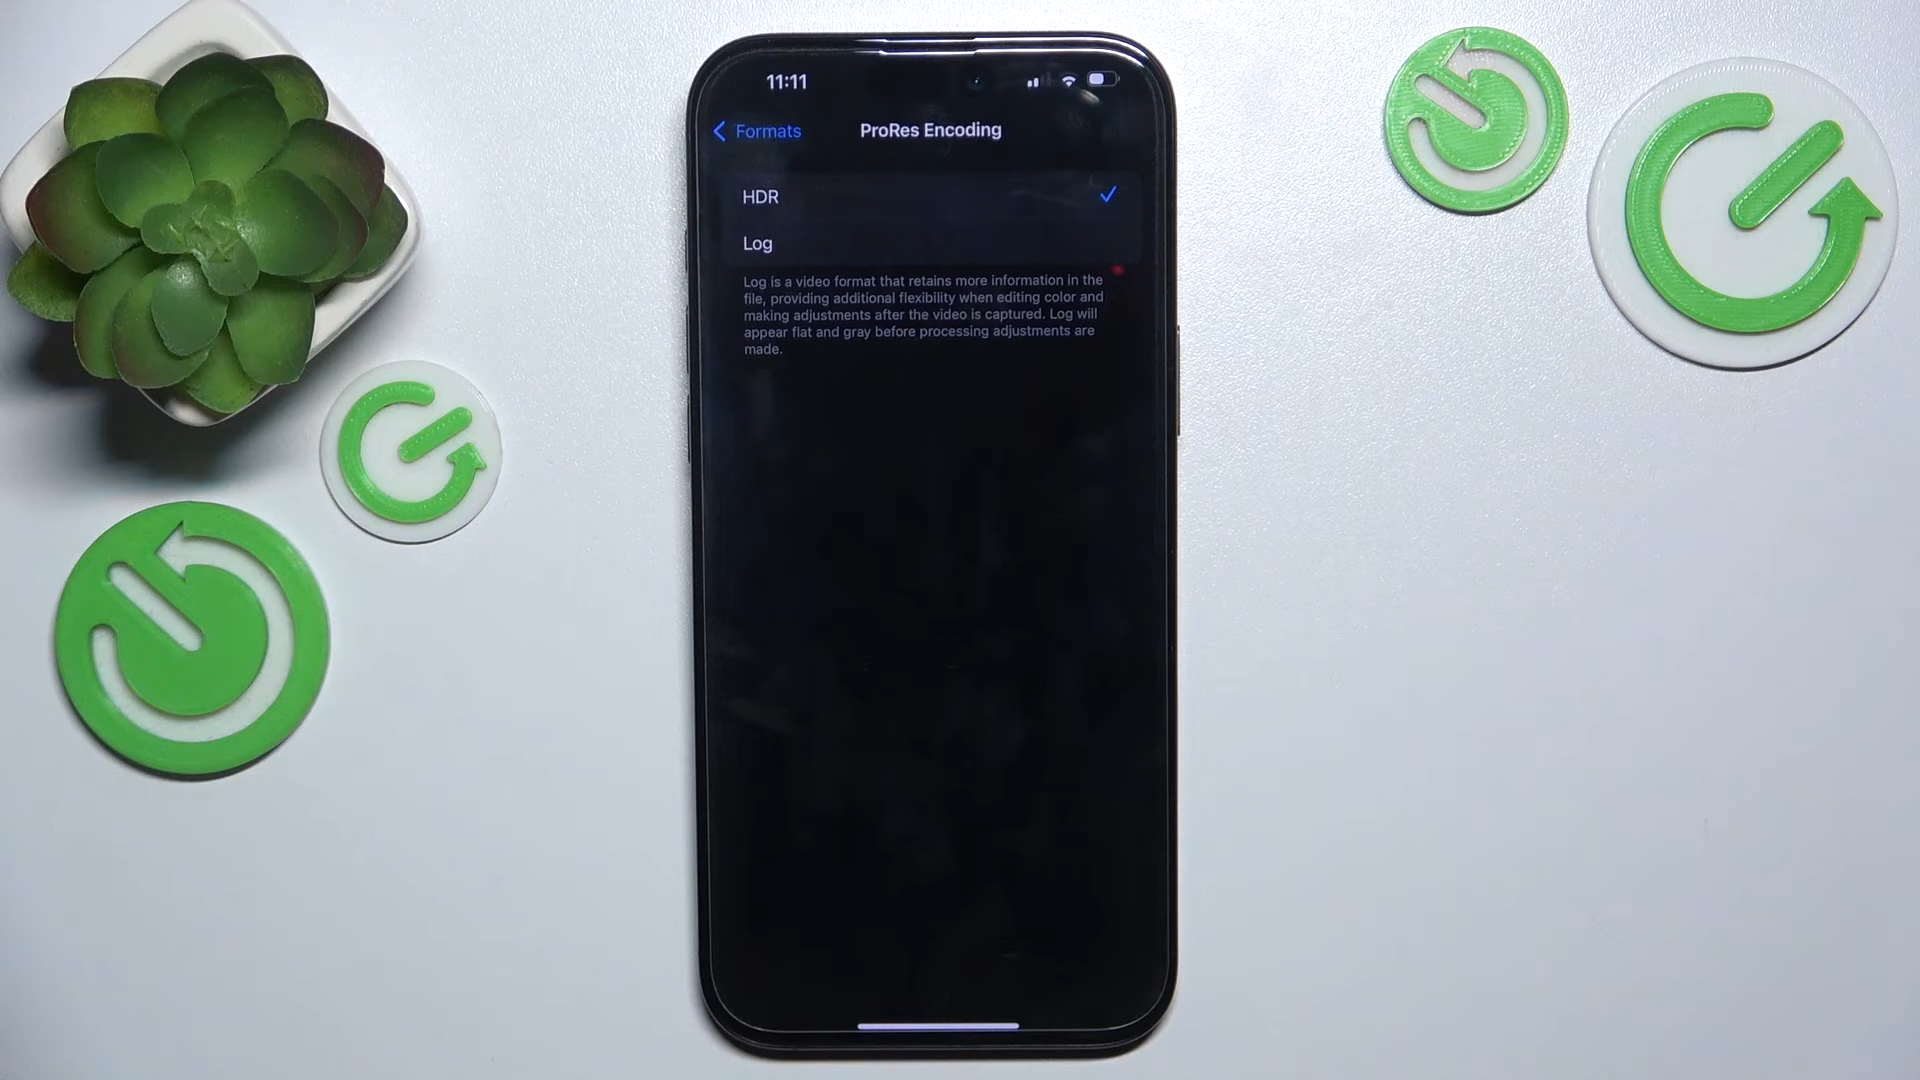 11:11
Formats
ProRes Encoding
HDR
Log
Log is a video format that retains more information in the
file, providing additional flexibility when editing color and
making adjustments after the video is captured. Log will
appear flat and gray before processing adjustments are
made.